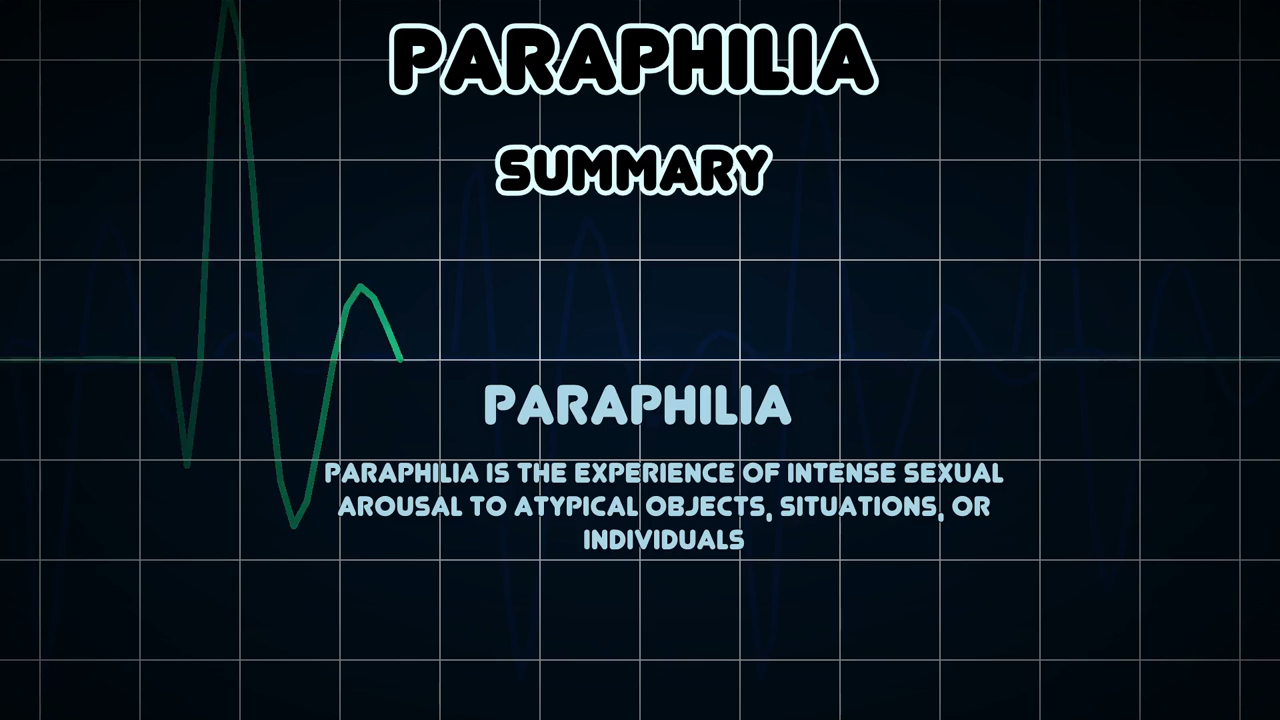 PARAPHILIA
SUMMARY
PARAPHILIA
PARAPHILIA IS THE EXPERIENCE OF INTENSE SEXUAL
AROUSAL TO ATYPICAL OBJECTS, SITUATIONS, OR
INDIVIDUALS